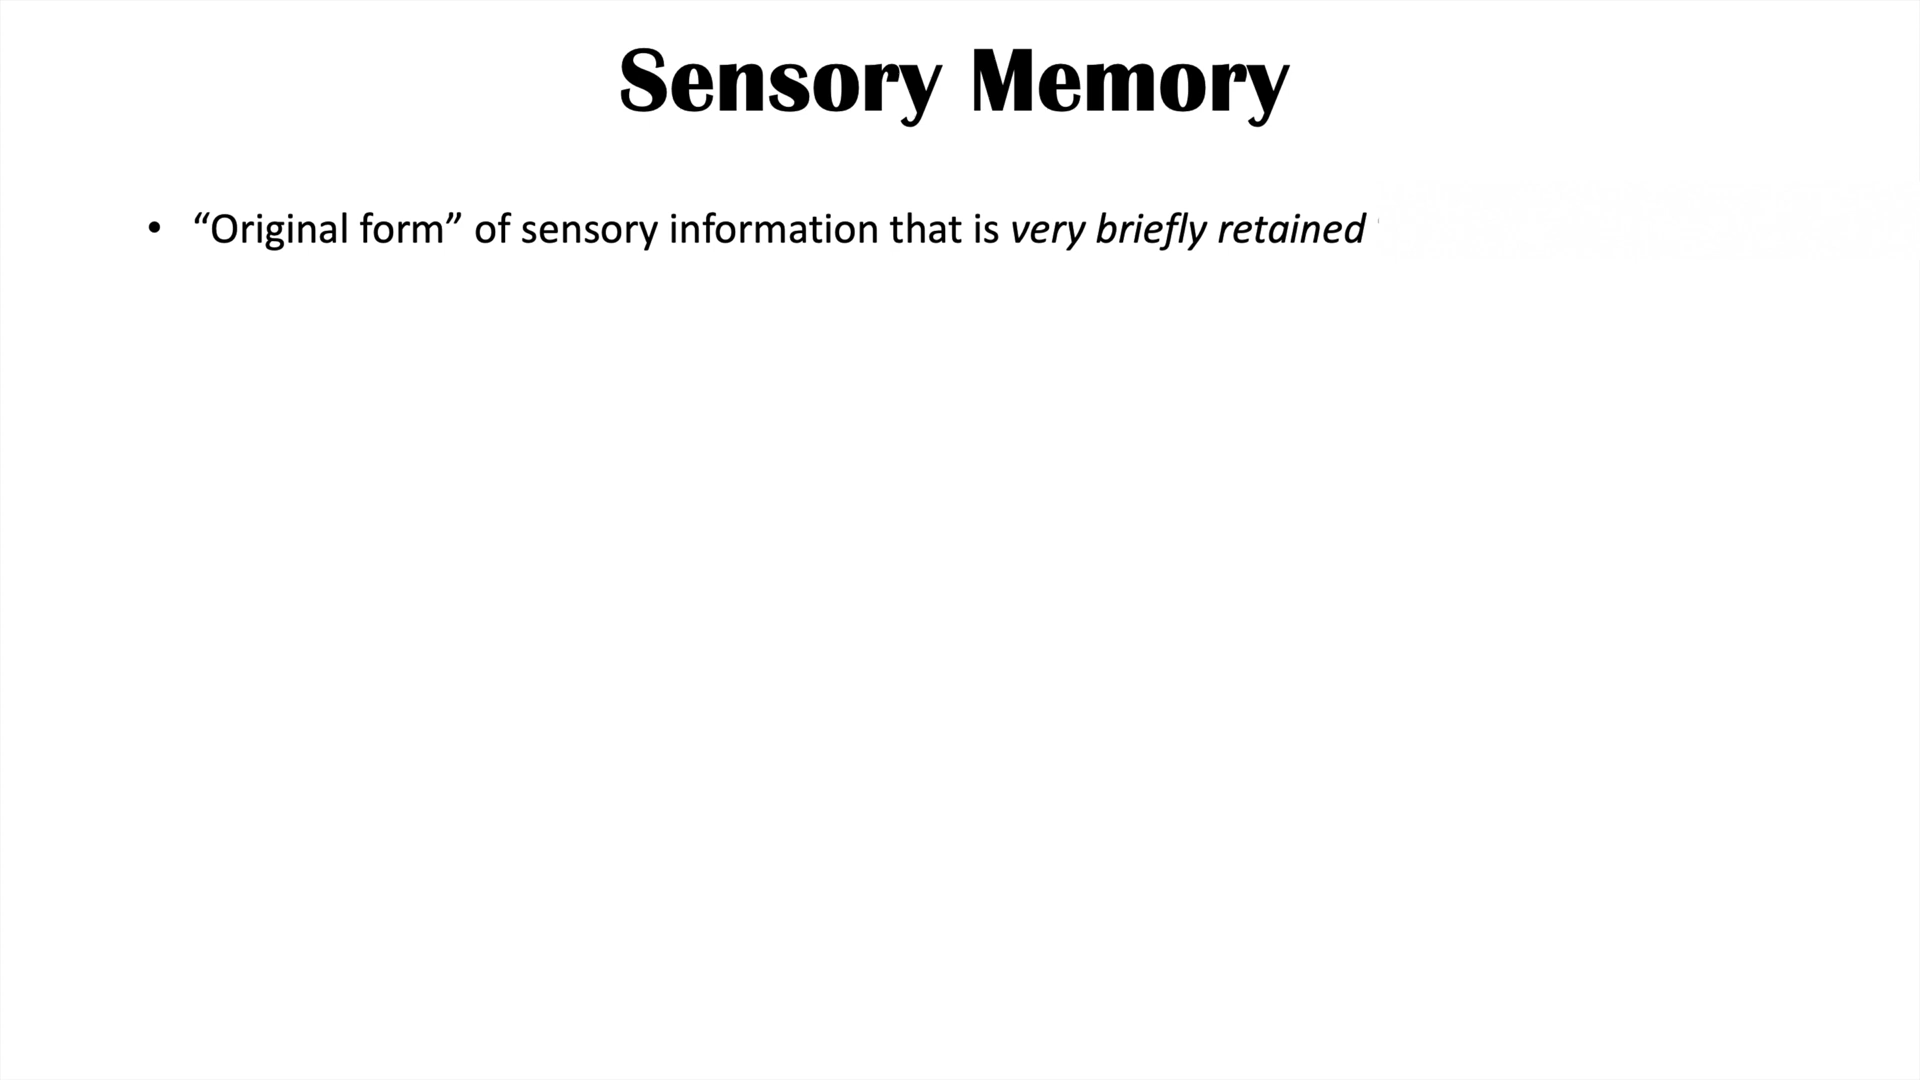 Sensory Memory
• “Original form” of sensory information that is very briefly retained